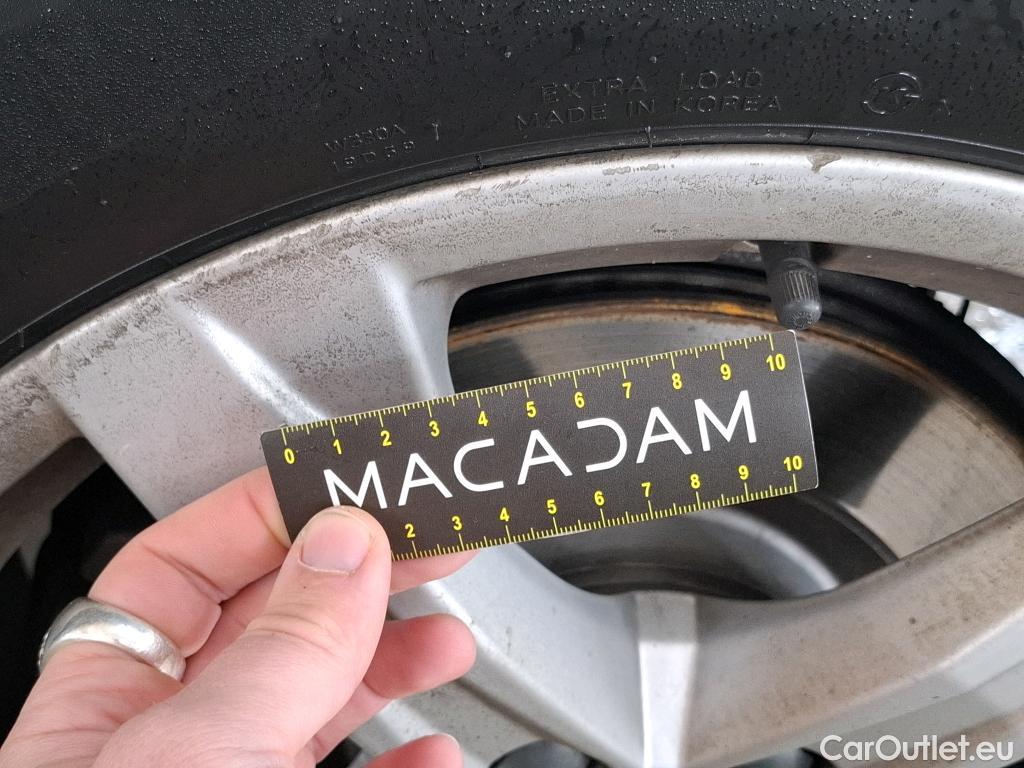 EXTRA LOAD
MADE IN KOREA
W330A
0 1 2 3 4 5 6 7 8 9 10
MACADAM
2 3 4 5 6 7 8 9 10
CarOutlet.eu